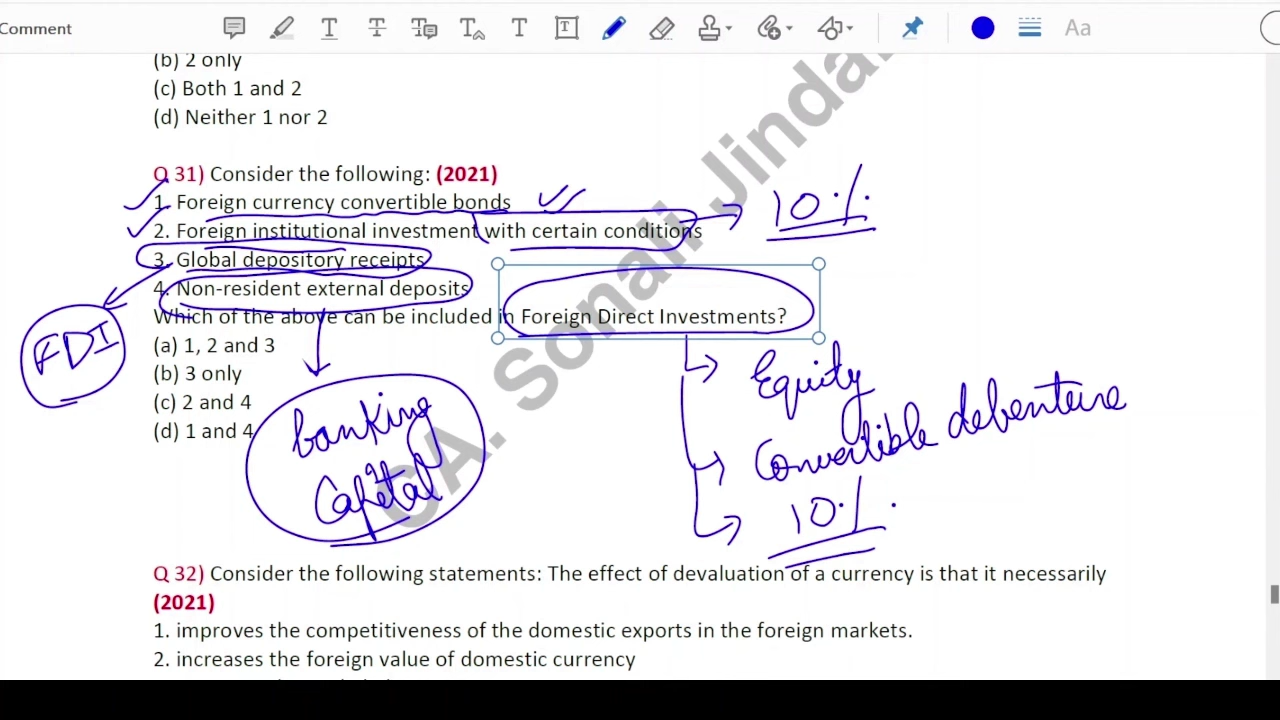 Comment
Aa
(b) 2 only
(c) Both 1 and 2
(d) Neither 1 nor 2
Q 31) Consider the following: (2021)
1. Foreign currency convertible bonds
2. Foreign institutional investment with certain conditions
10%
3. Global depository receipts
4. Non-resident external deposits
Which of the above can be included in Foreign Direct Investments?
FDI
(a) 1, 2 and 3
(b) 3 only
(c) 2 and 4
(d) 1 and 4
banking
Capital
Equity
Convertible debenture
10%
CA. Sonali Jindal
Q 32) Consider the following statements: The effect of devaluation of a currency is that it necessarily
(2021)
1. improves the competitiveness of the domestic exports in the foreign markets.
2. increases the foreign value of domestic currency